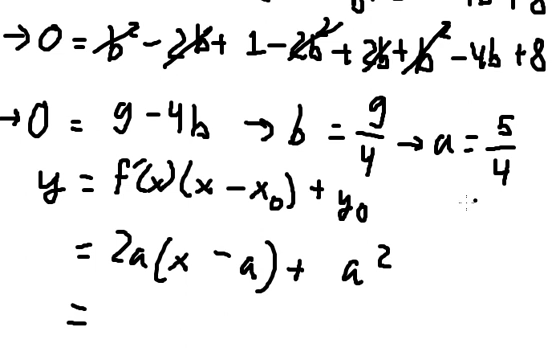 →0 = b² - 2b + 1 - 2b² + 2b + b² - 4b + 8
→0 = 9 - 4b → b = 9/4 → a = 5/4
y = f'(x)(x - x₀) + y₀
= 2a(x - a) + a²
=